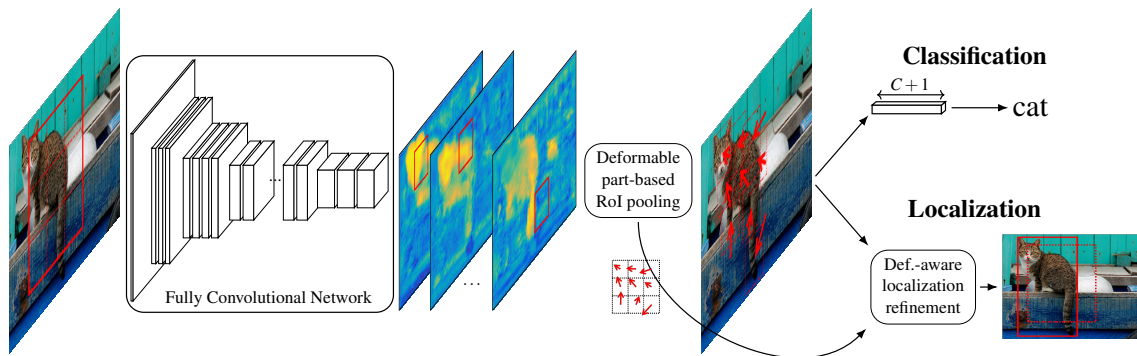 ...
Fully Convolutional Network
...
Deformable
part-based
RoI pooling
Classification
C + 1
cat
Localization
Def.-aware
localization
refinement